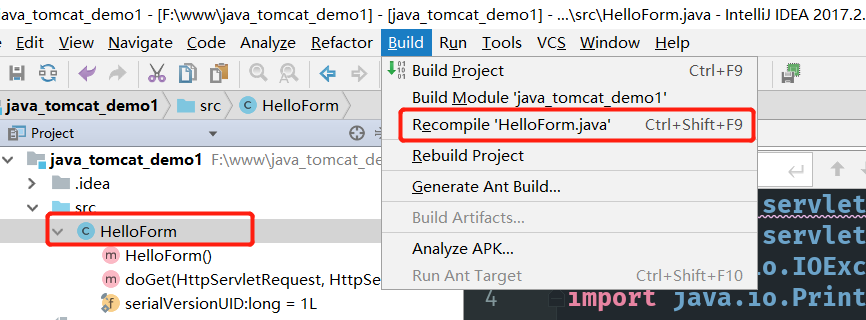 java_tomcat_demo1 - [F:\www\java_tomcat_demo1] - [java_tomcat_demo1] - ...\src\HelloForm.java - IntelliJ IDEA 2017.2.
View Navigate Code Analyze Refactor Build Run Tools VCS Window Help
java_tomcat_demo1 src HelloForm
Build Project Ctrl+F9
Build Module 'java_tomcat_demo1'
Recompile 'HelloForm.java' Ctrl+Shift+F9
Rebuild Project
Generate Ant Build...
Build Artifacts...
Analyze APK...
Run Ant Target Ctrl+Shift+F10
Project
java_tomcat_demo1 F:\www\java_tomcat_de
.idea
src
HelloForm
HelloForm()
doGet(HttpServletRequest, HttpSe
serialVersionUID:long = 1L
servlet
servlet
o.IOExc
4 import java.io.Print